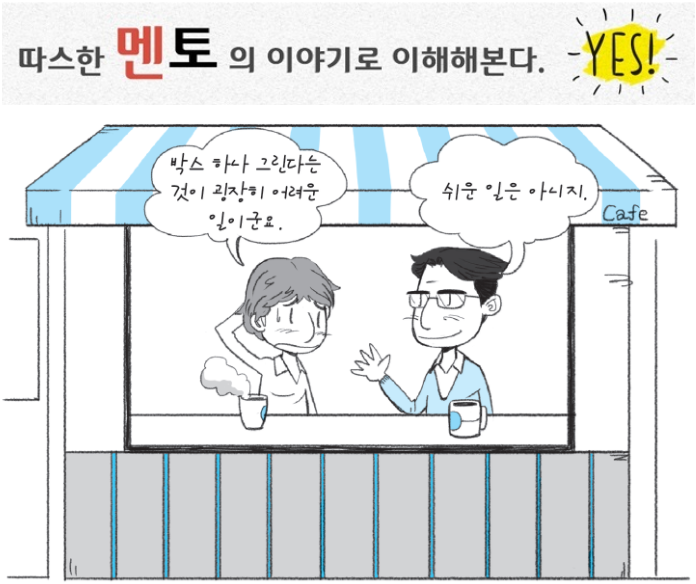 따스한 멘토의 이야기로 이해해본다.
YES!
박스 하나 그린다는
것이 굉장히 어려운
일이군요.
쉬운 일은 아니지.
Cafe